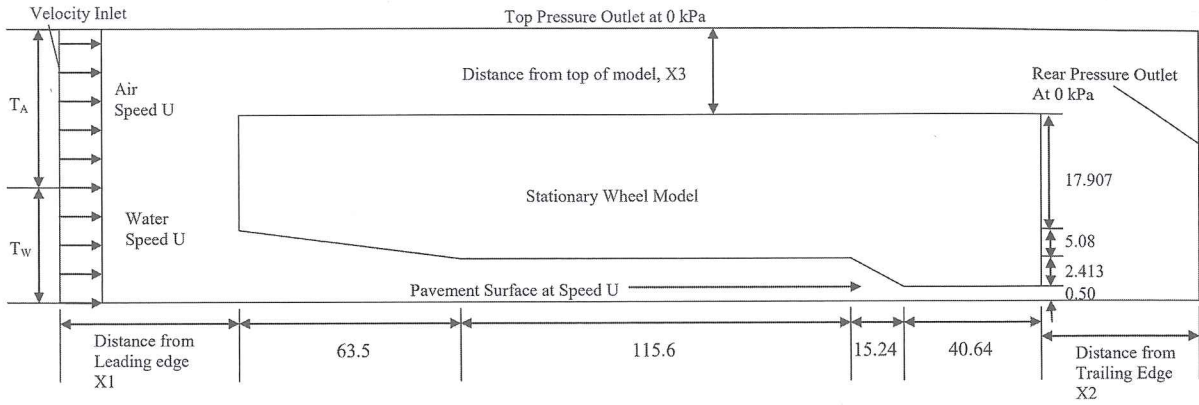 Velocity Inlet
Top Pressure Outlet at 0 kPa
Distance from top of model, X3
Rear Pressure Outlet
At 0 kPa
Air
Speed U
TA
17.907
Stationary Wheel Model
Water
Speed U
TW
5.08
2.413
Pavement Surface at Speed U
0.50
Distance from
Leading edge
X1
63.5
115.6
15.24
40.64
Distance from
Trailing Edge
X2